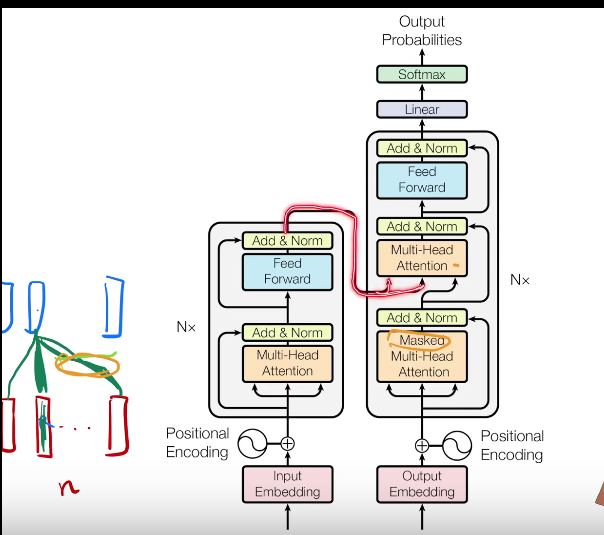 Output
Probabilities
Softmax
Linear
Add & Norm
Feed
Forward
Add & Norm
Multi-Head
Attention
Nx
Add & Norm
Masked
Multi-Head
Attention
Positional
Encoding
Output
Embedding
Add & Norm
Feed
Forward
Nx
Add & Norm
Multi-Head
Attention
Positional
Encoding
Input
Embedding
n